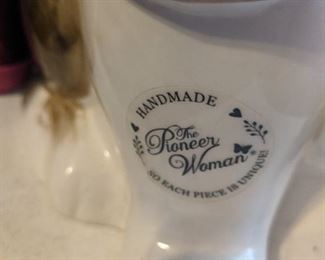 HANDMADE
The
Pioneer
Woman®
SO EACH PIECE IS UNIQUE!